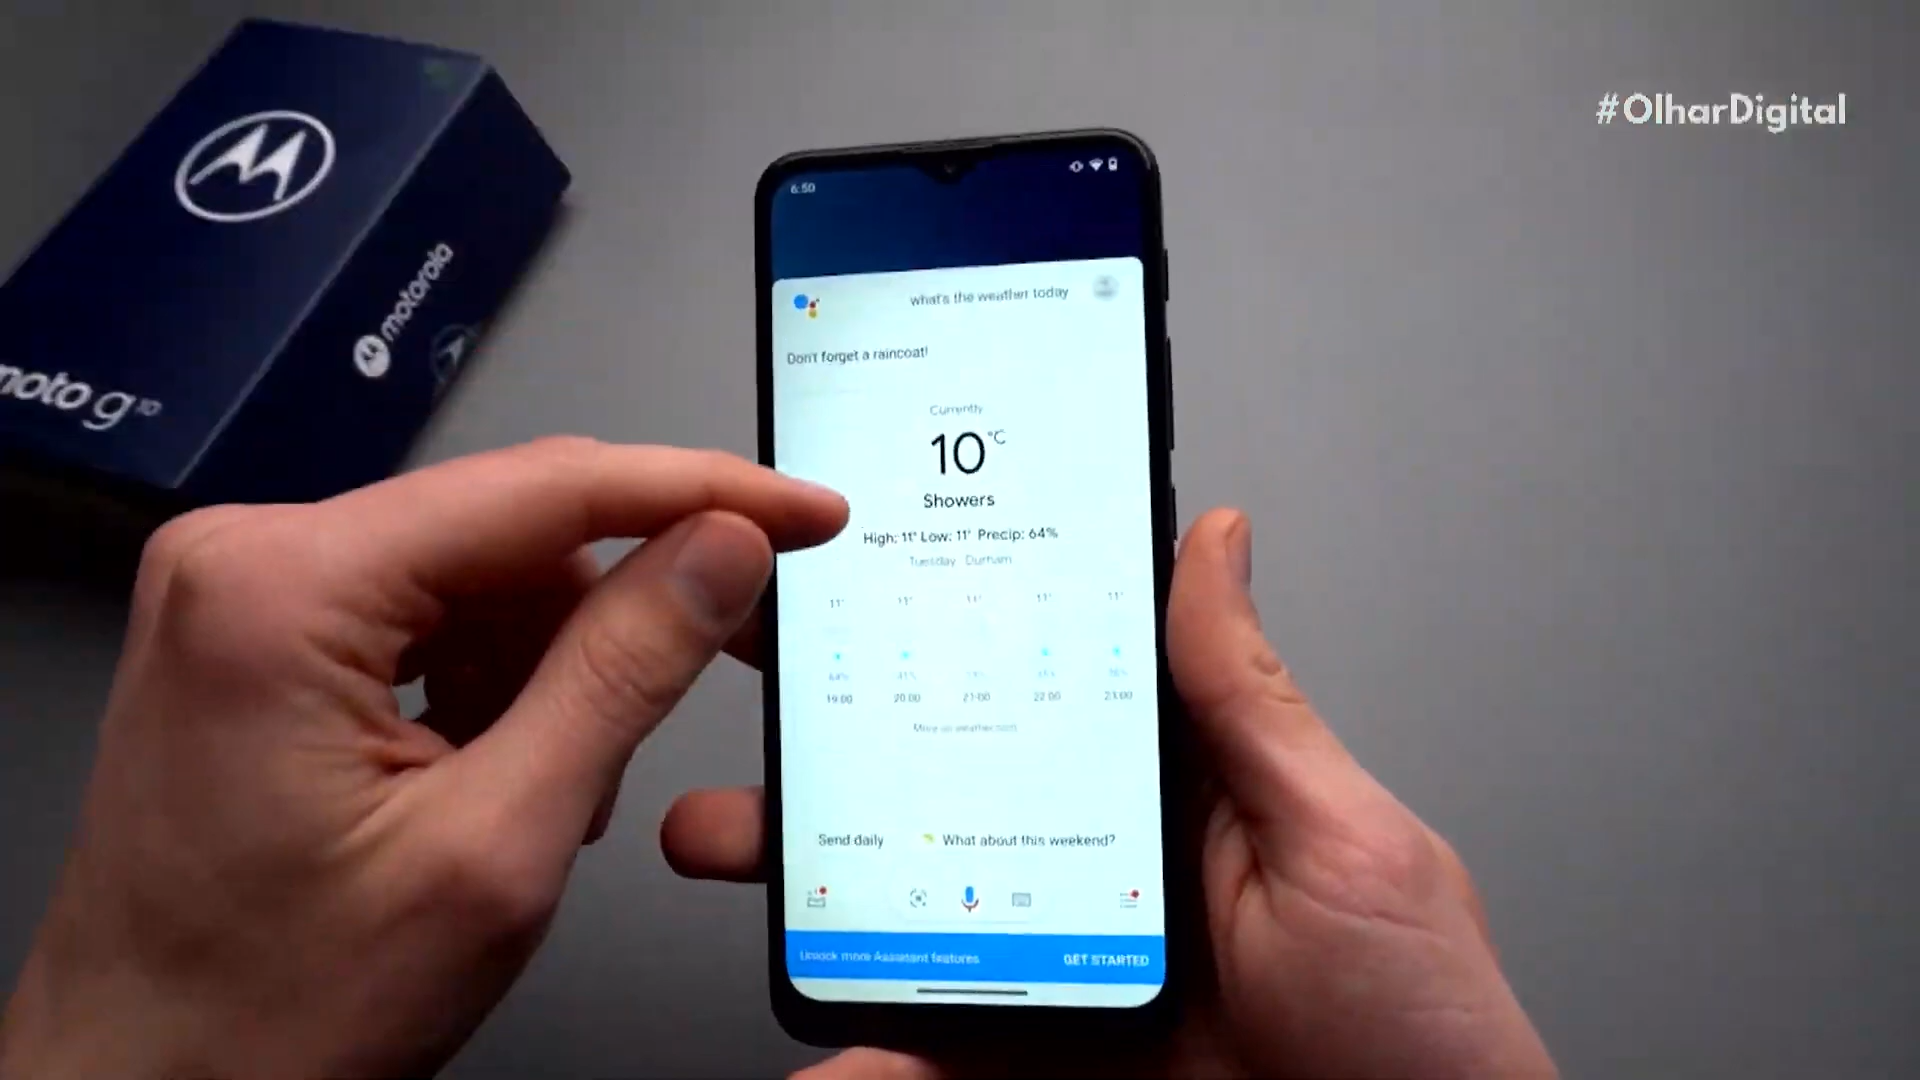 #OlharDigital
motorola
moto g 10
6:50
what's the weather today
Don't forget a raincoat!
Currently
10 °C
Showers
High: 11° Low: 11° Precip: 64%
Tuesday Durham
11° 11° 11° 11° 11°
64%
19:00 20:00 21:00 22:00 23:00
More on weather.com
Send daily What about this weekend?
Unlock more Assistant features GET STARTED